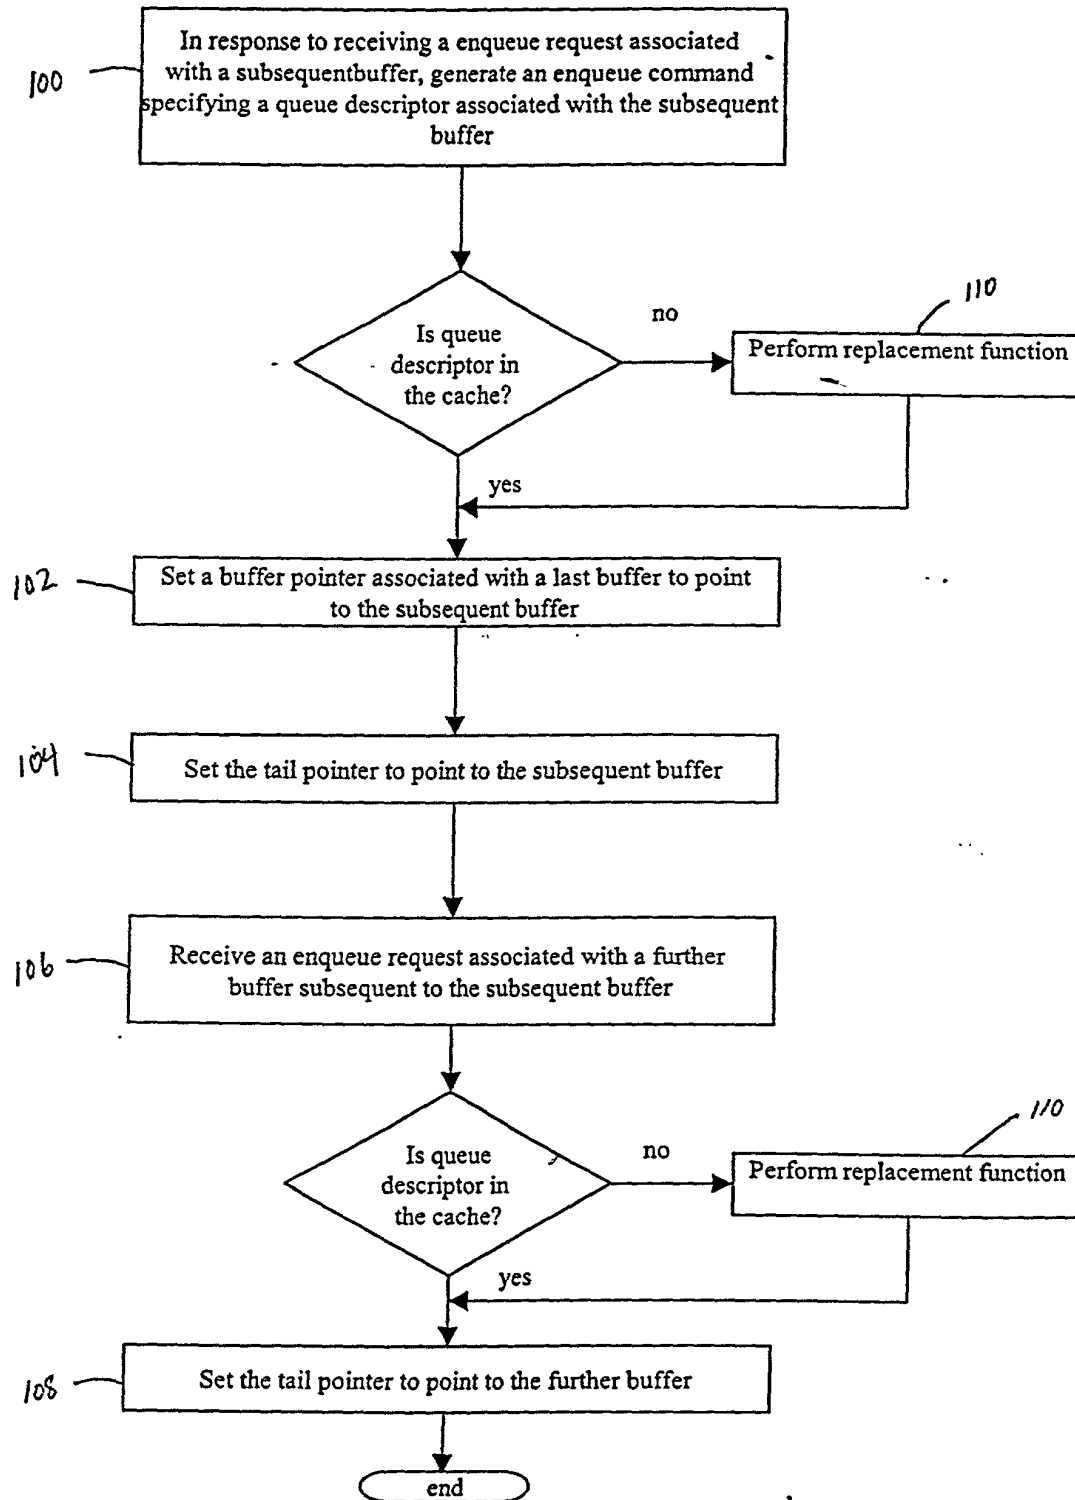 100
In response to receiving a enqueue request associated
with a subsequentbuffer, generate an enqueue command
specifying a queue descriptor associated with the subsequent
buffer
Is queue
descriptor in
the cache?
no
110
Perform replacement function
yes
102
Set a buffer pointer associated with a last buffer to point
to the subsequent buffer
104
Set the tail pointer to point to the subsequent buffer
106
Receive an enqueue request associated with a further
buffer subsequent to the subsequent buffer
Is queue
descriptor in
the cache?
no
110
Perform replacement function
yes
108
Set the tail pointer to point to the further buffer
end